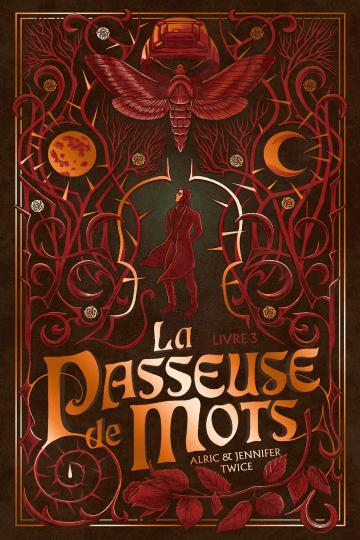 La
LIVRE 3
PASSEUSE
de MOTS
ALRIC & JENNIFER
TWICE